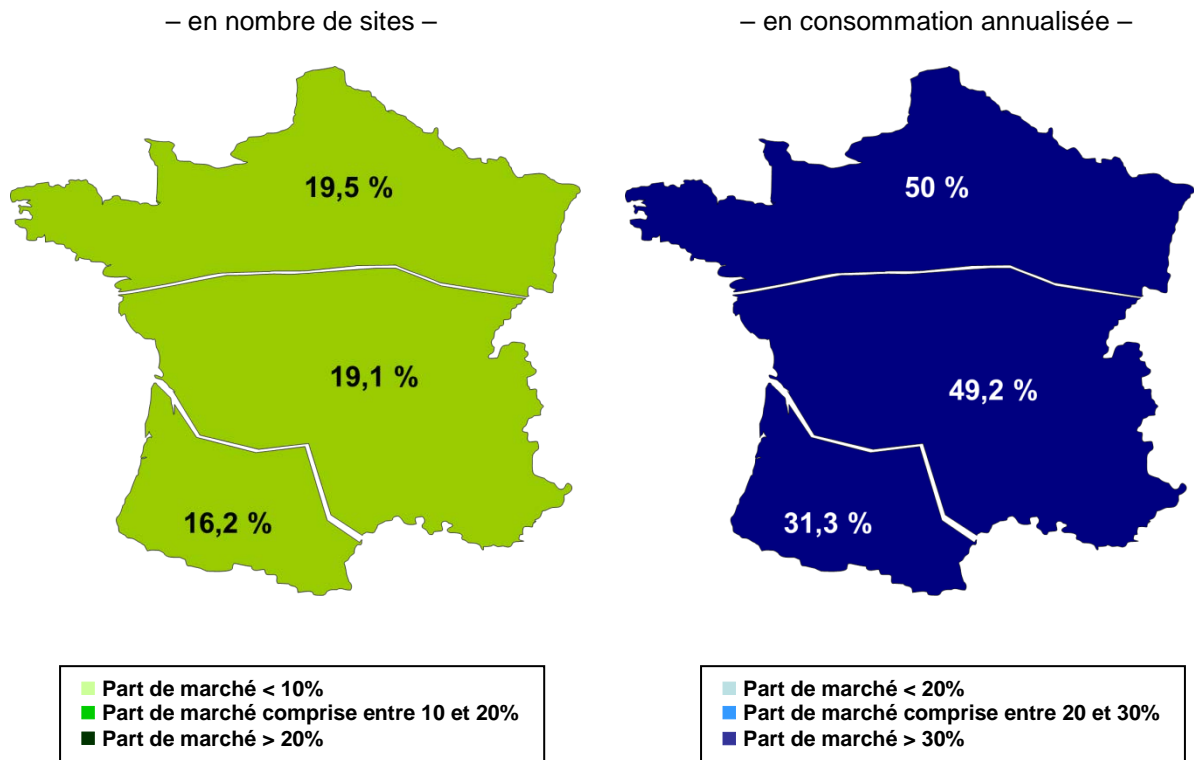 – en nombre de sites –
19,5 %
19,1 %
16,2 %
Part de marché < 10%
Part de marché comprise entre 10 et 20%
Part de marché > 20%
– en consommation annualisée –
50 %
49,2 %
31,3 %
Part de marché < 20%
Part de marché comprise entre 20 et 30%
Part de marché > 30%